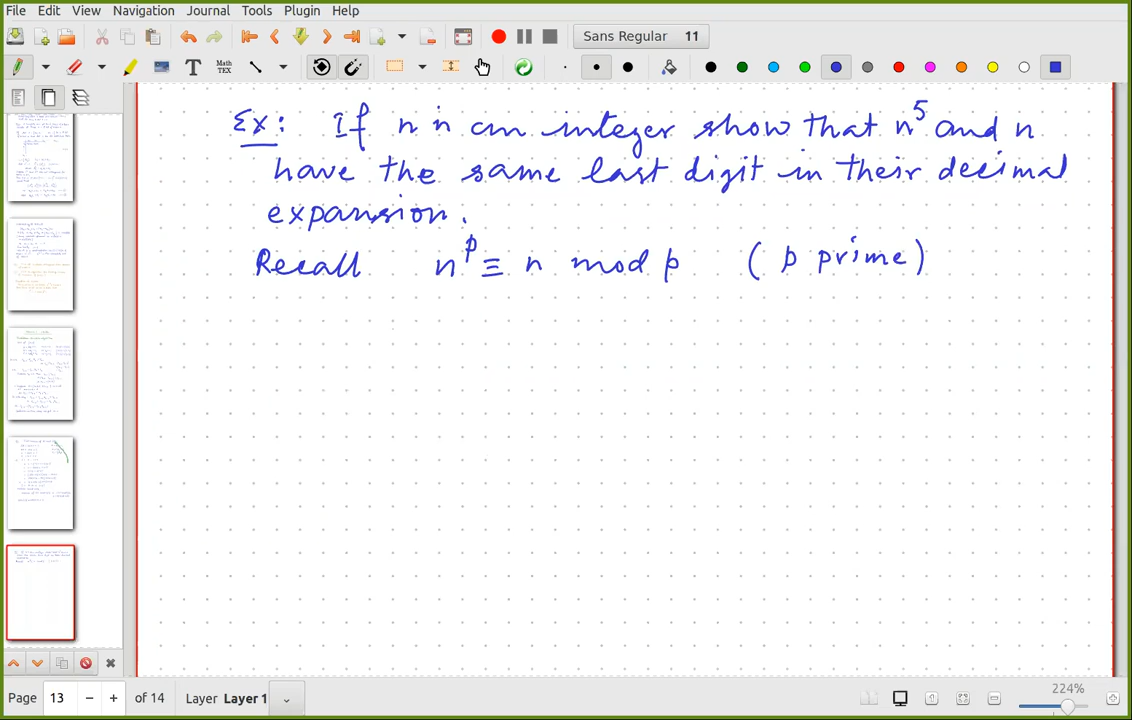 File Edit View Journal Tools Plugin Help
Sans Regular 11
T Math TEX
Ex: If n is an integer show that n⁵ and n
have the same last digit in their decimal
expansion.
Recall n^p ≡ n mod p (p prime)
Page 13 of 14 Layer Layer 1 224%